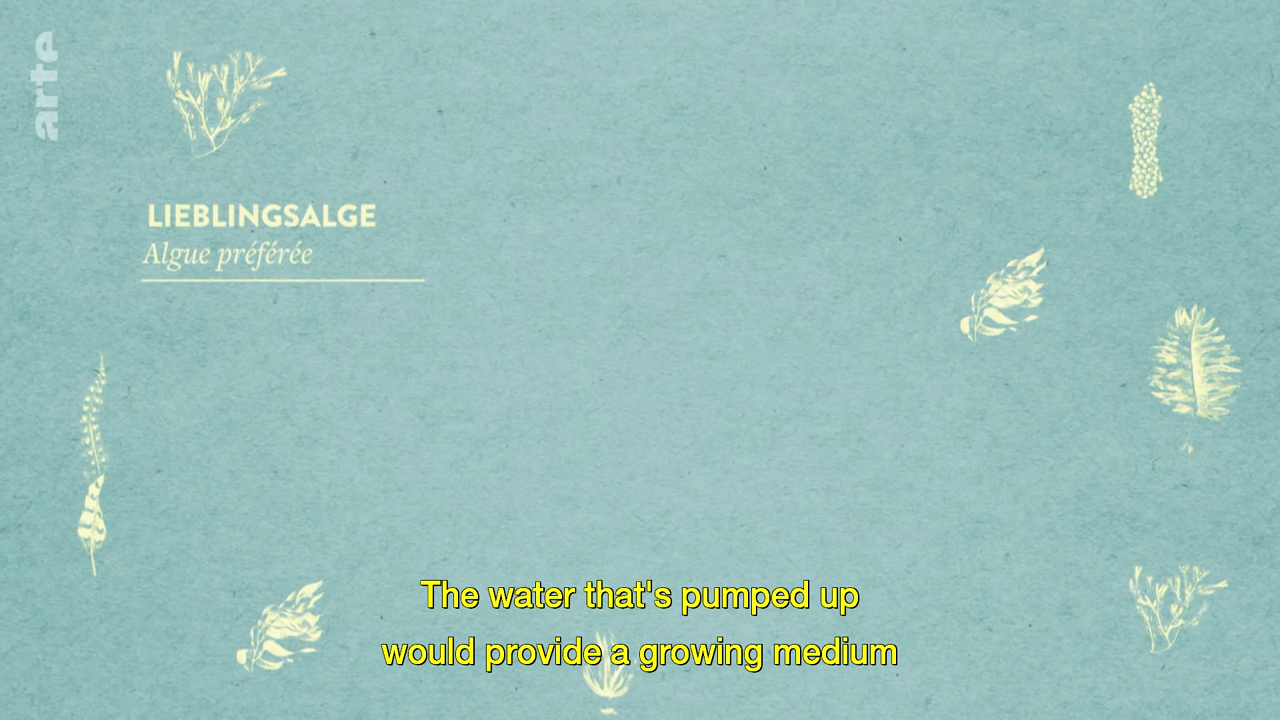 arte
LIEBLINGSALGE
Algue préférée
The water that's pumped up
would provide a growing medium